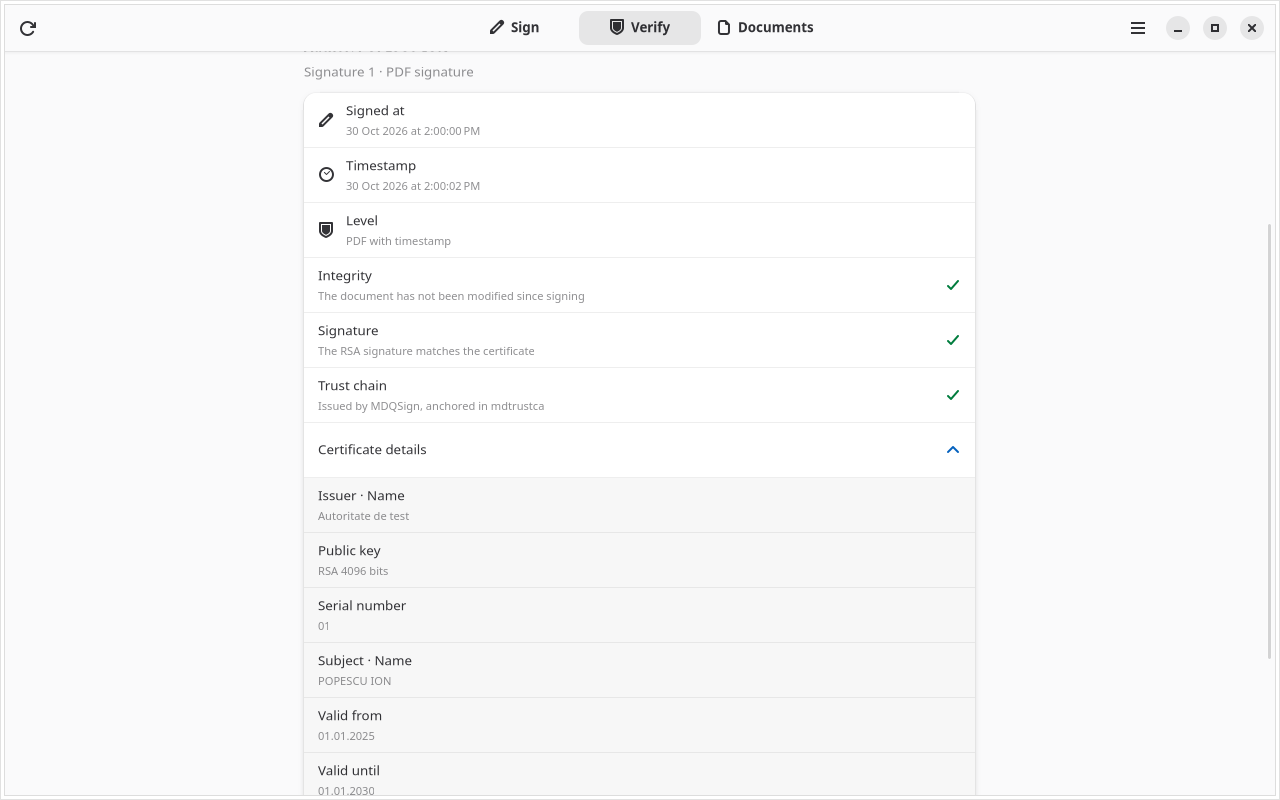 Sign
Verify
Documents
Signature 1 · PDF signature
Signed at
30 Oct 2026 at 2:00:00 PM
Timestamp
30 Oct 2026 at 2:00:02 PM
Level
PDF with timestamp
Integrity
The document has not been modified since signing
Signature
The RSA signature matches the certificate
Trust chain
Issued by MDQSign, anchored in mdtrustca
Certificate details
Issuer · Name
Autoritate de test
Public key
RSA 4096 bits
Serial number
01
Subject · Name
POPESCU ION
Valid from
01.01.2025
Valid until
01.01.2030